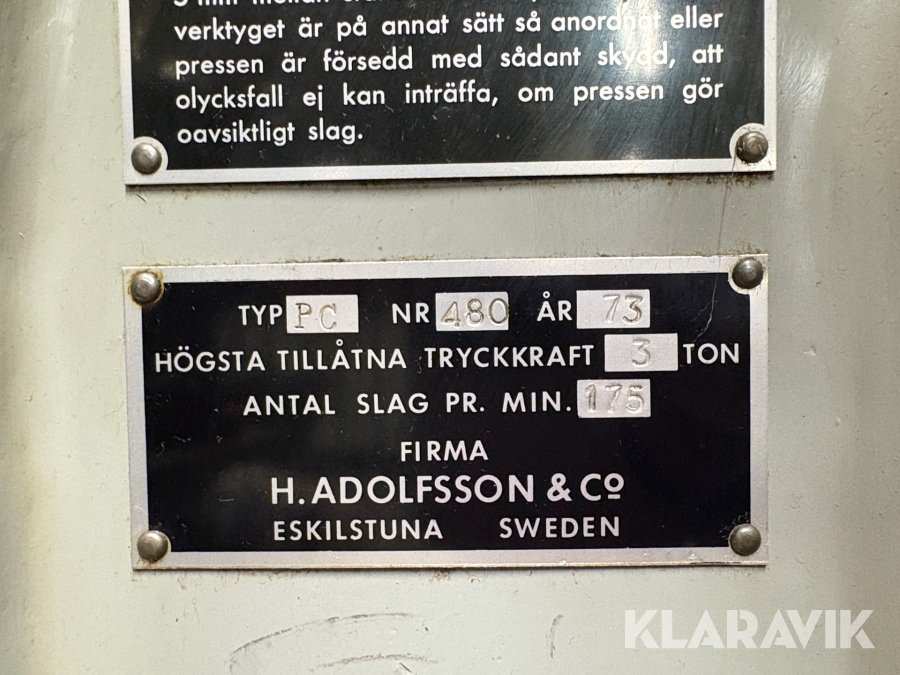 verktyget är på annat sätt så anordnat eller
pressen är försedd med sådant skydd, att
olycksfall ej kan inträffa, om pressen gör
oavsiktligt slag.
TYP PC NR 480 ÅR 73
HÖGSTA TILLÅTNA TRYCKKRAFT 3 TON
ANTAL SLAG PR. MIN. 175
FIRMA
H. ADOLFSSON & Cº
ESKILSTUNA SWEDEN
KLARAVIK